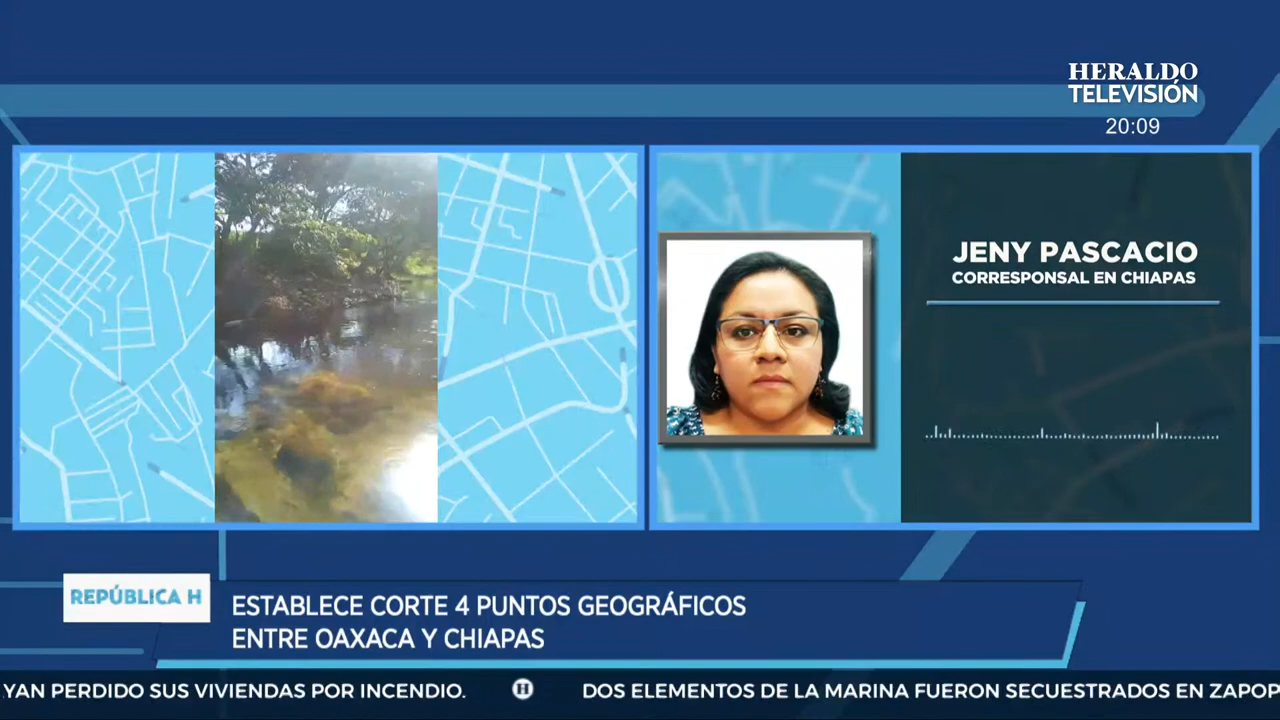 HERALDO
TELEVISIÓN
20:09
JENY PASCACIO
CORRESPONSAL EN CHIAPAS
REPÚBLICA H
ESTABLECE CORTE 4 PUNTOS GEOGRÁFICOS
ENTRE OAXACA Y CHIAPAS
YAN PERDIDO SUS VIVIENDAS POR INCENDIO. H DOS ELEMENTOS DE LA MARINA FUERON SECUESTRADOS EN ZAPOP